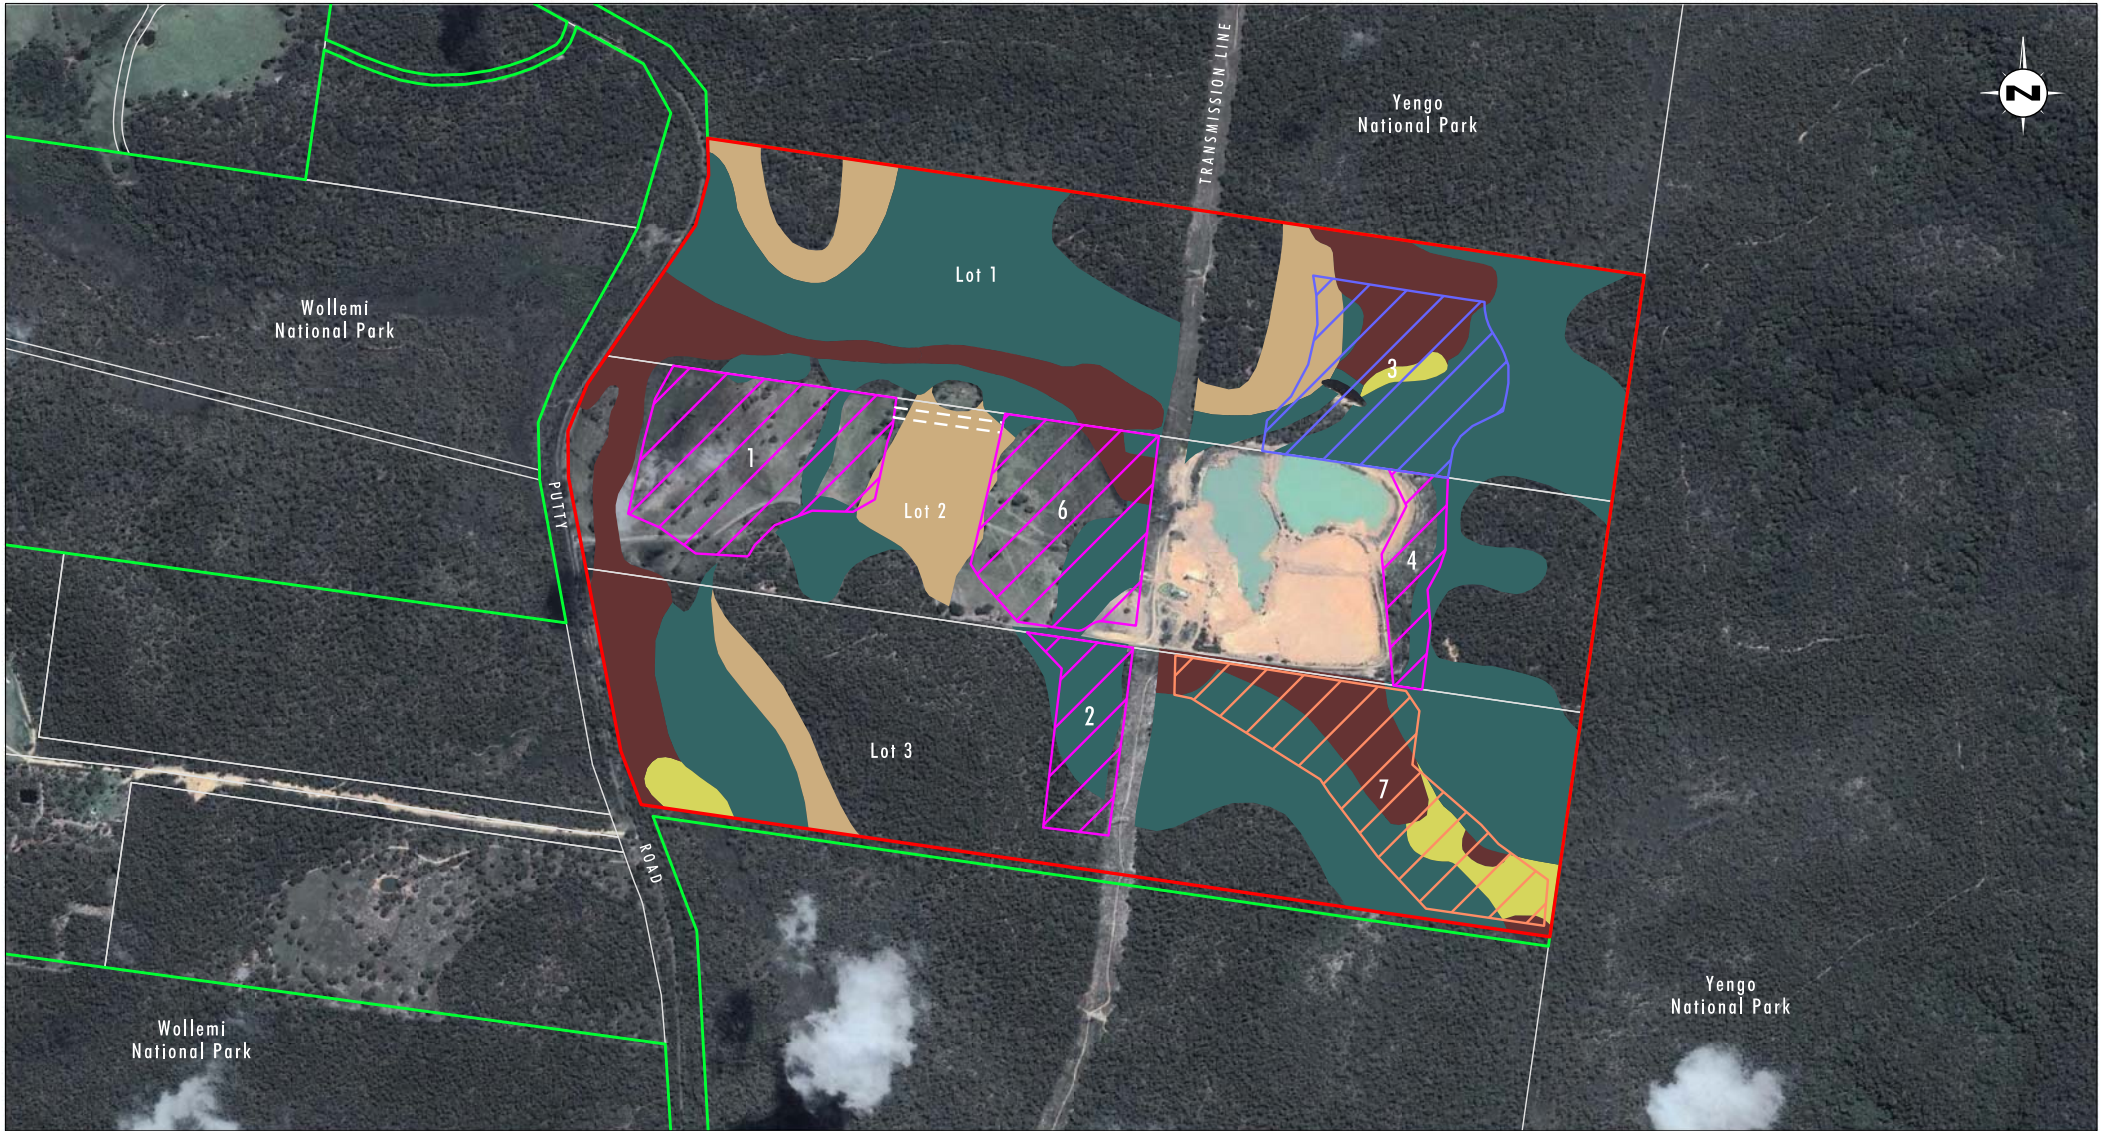 TRANSMISSION LINE
Yengo
National Park
N
Lot 1
Wollemi
National Park
3
1
PUTTY
Lot 2
6
4
2
Lot 3
7
ROAD
Yengo
National Park
Wollemi
National Park